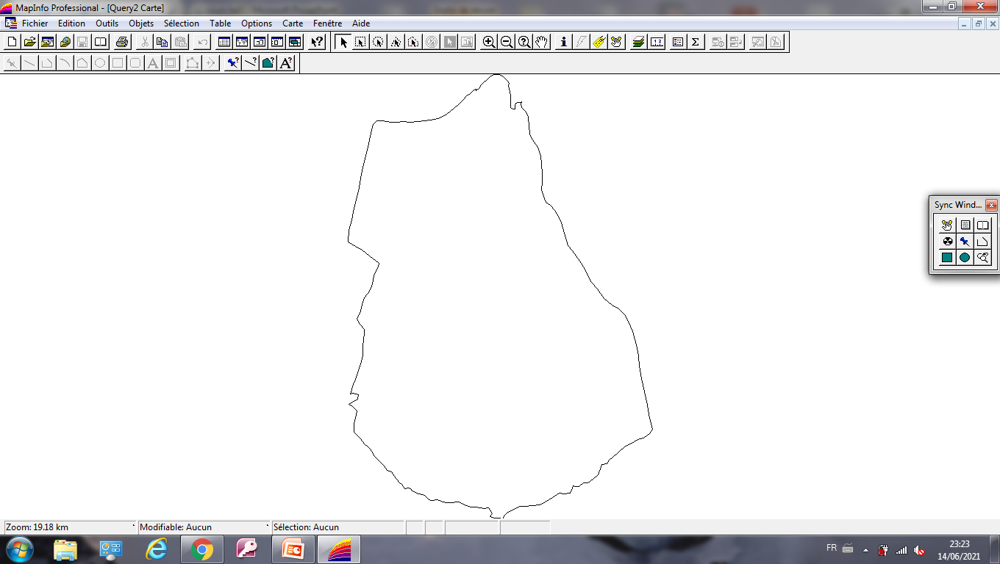 MapInfo Professional - [Query2 Carte]
Fichier Edition Outils Objets Sélection Table Options Carte Fenêtre Aide
Sync Wind...
Zoom: 19.18 km Modifiable: Aucun Sélection: Aucun
FR 23:23
14/06/2021